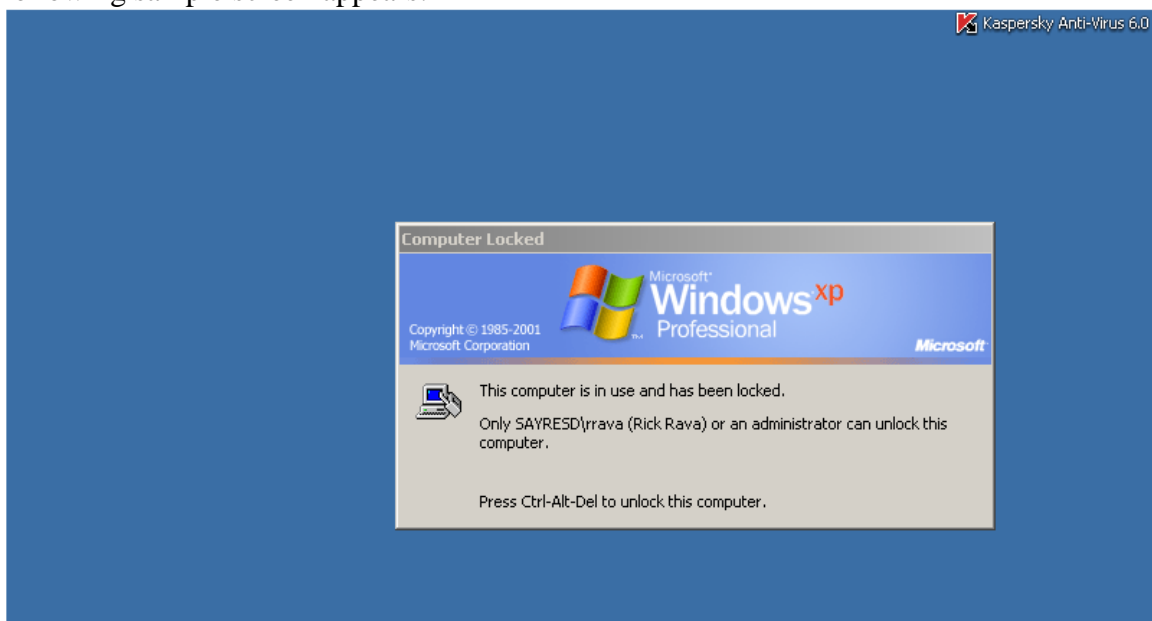 Kaspersky Anti-Virus 6.0
Computer Locked
Microsoft
Windows xp
Professional
Copyright © 1985-2001
Microsoft Corporation
Microsoft
This computer is in use and has been locked.
Only SAYRESD\rrava (Rick Rava) or an administrator can unlock this
computer.
Press Ctrl-Alt-Del to unlock this computer.